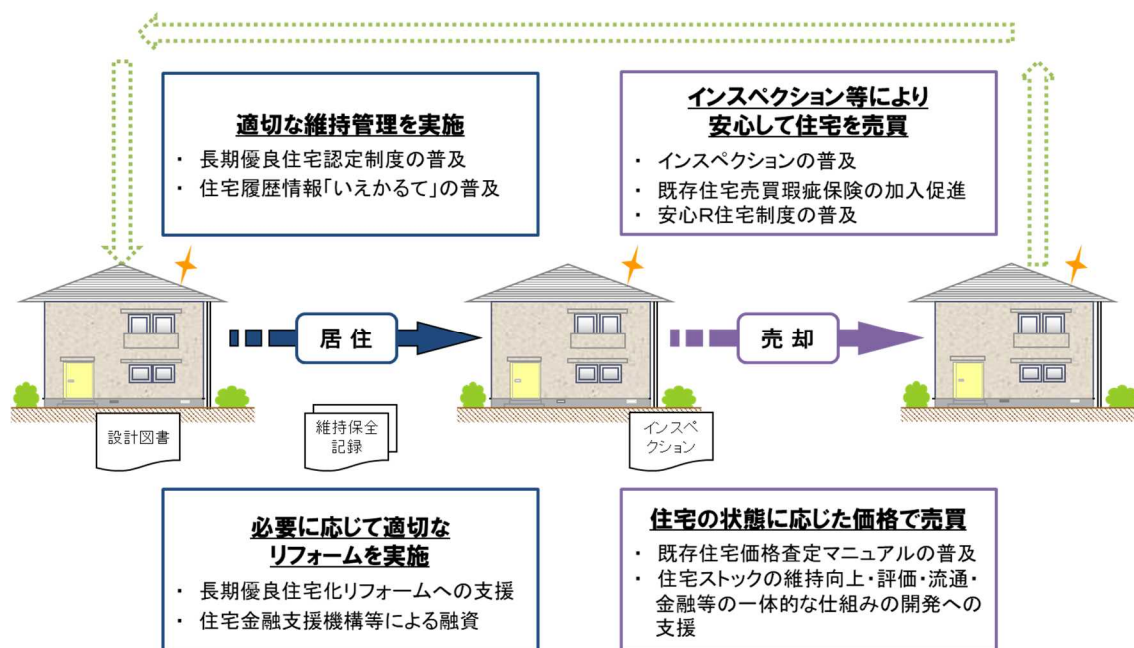 適切な維持管理を実施
・ 長期優良住宅認定制度の普及
・ 住宅履歴情報「いえかるて」の普及
インスペクション等により
安心して住宅を売買
・ インスペクションの普及
・ 既存住宅売買瑕疵保険の加入促進
・ 安心R住宅制度の普及
居住
売却
設計図書
維持保全
記録
インスペ
クション
必要に応じて適切な
リフォームを実施
・ 長期優良住宅化リフォームへの支援
・ 住宅金融支援機構等による融資
住宅の状態に応じた価格で売買
・ 既存住宅価格査定マニュアルの普及
・ 住宅ストックの維持向上・評価・流通・
金融等の一体的な仕組みの開発への
支援